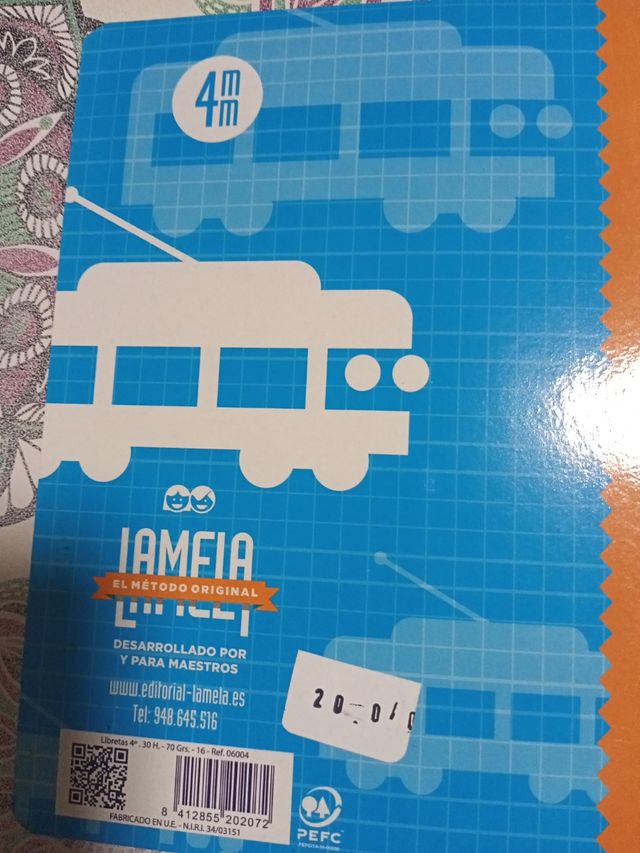 4mm
LAMELA
EL MÉTODO ORIGINAL
DESARROLLADO POR
Y PARA MAESTROS
www.editorial-lamela.es
Tel: 948.645.516
20
Libretas 4º. 30 H. - 70 Grs. - 16 - Ref. 06004
8 412855 202072
FABRICADO EN U.E. - N.I.R.I. 34/03151
PEFC